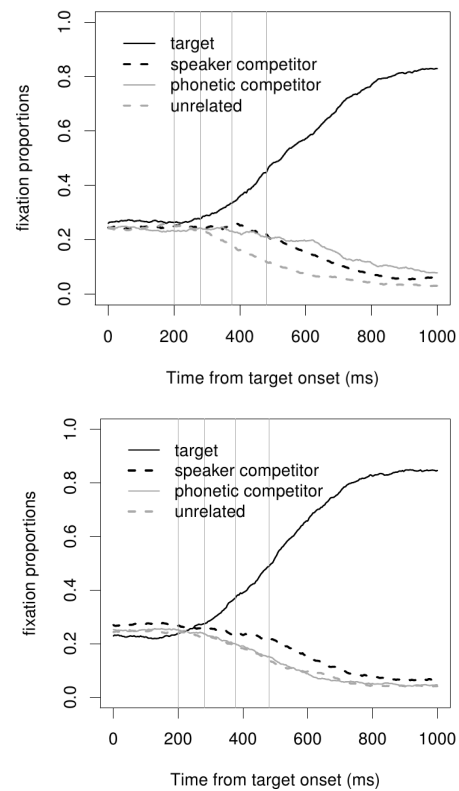 fixation proportions
1.0
0.8
0.6
0.4
0.2
0.0
target
speaker competitor
phonetic competitor
unrelated
0 200 400 600 800 1000
Time from target onset (ms)
fixation proportions
1.0
0.8
0.6
0.4
0.2
0.0
target
speaker competitor
phonetic competitor
unrelated
0 200 400 600 800 1000
Time from target onset (ms)